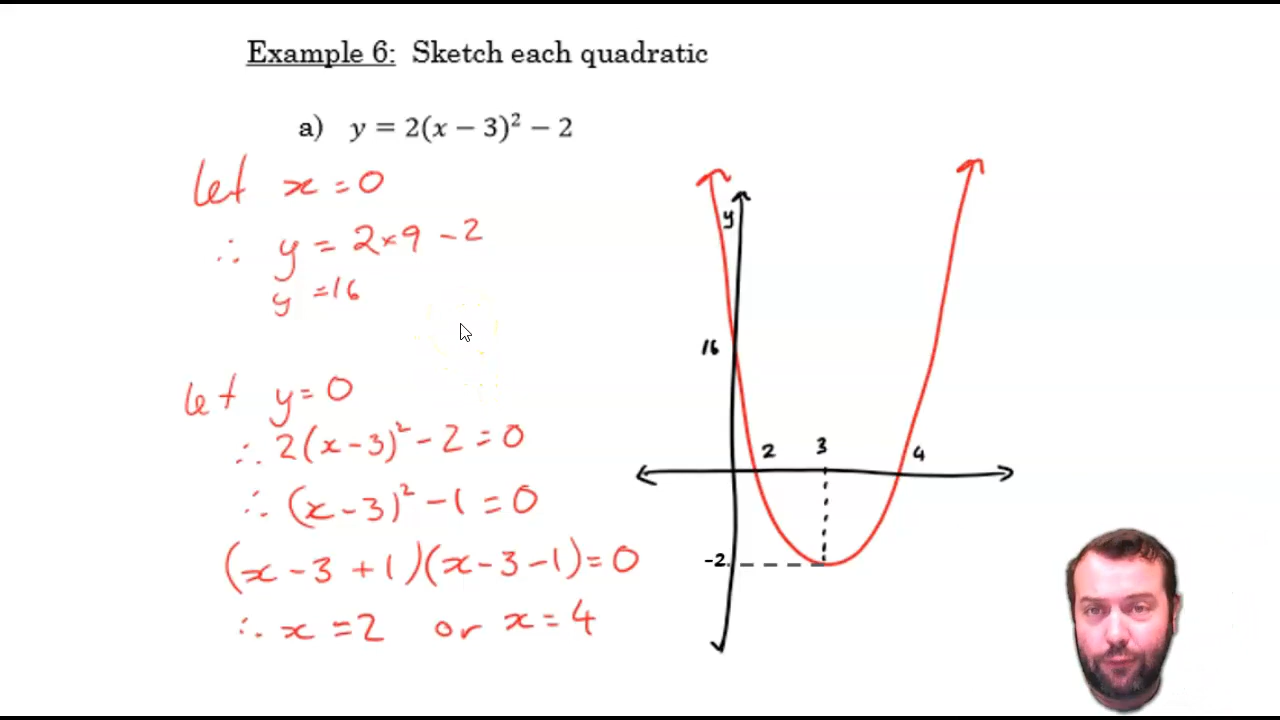 Example 6: Sketch each quadratic
a) y = 2(x − 3)² − 2
Let x = 0
∴ y = 2×9 − 2
y = 16
let y = 0
∴ 2(x − 3)² − 2 = 0
∴ (x − 3)² − 1 = 0
(x − 3 + 1)(x − 3 − 1) = 0
∴ x = 2 or x = 4
y
16
2 3 4
-2